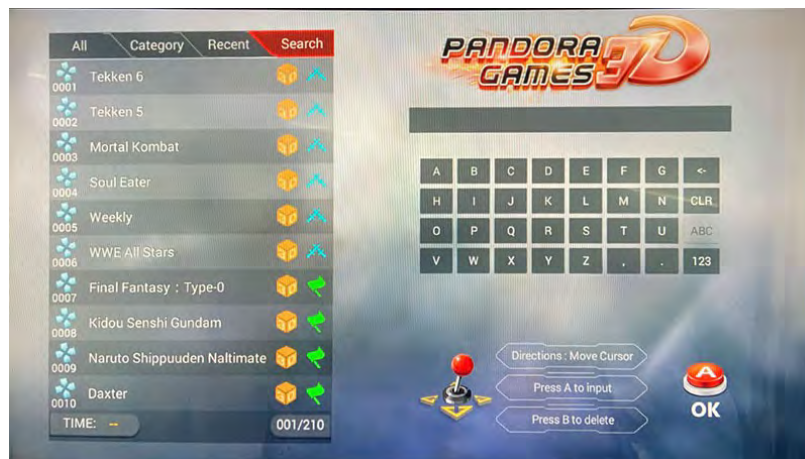 All Category Recent Search
0001 Tekken 6
0002 Tekken 5
0003 Mortal Kombat
0004 Soul Eater
0005 Weekly
0006 WWE All Stars
0007 Final Fantasy : Type-0
0008 Kidou Senshi Gundam
0009 Naruto Shippuuden Naltimate
0010 Daxter
TIME: -- 001/210
PANDORA
GAMES 3D
A B C D E F G <-
H I J K L M N CLR
O P Q R S T U ABC
V W X Y Z , . 123
Directions : Move Cursor
Press A to input
Press B to delete
A
OK